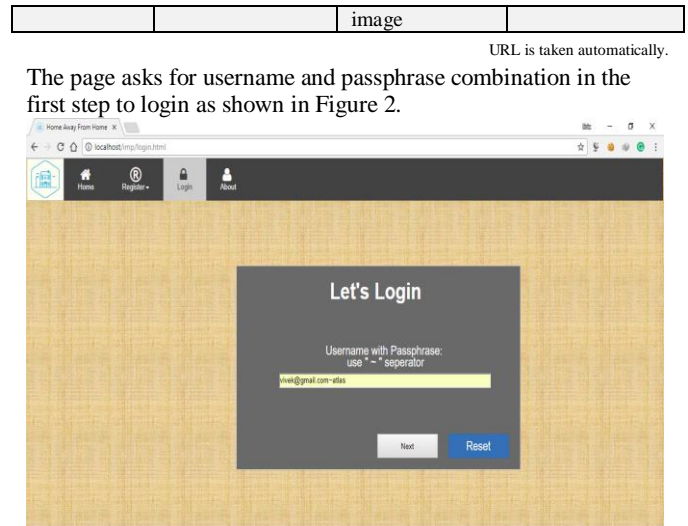 image
URL is taken automatically.
The page asks for username and passphrase combination in the
first step to login as shown in Figure 2.
Home Away From Home
localhost/imp/login.html
Home Register Login About
Let's Login
Username with Passphrase:
use " ~ " seperator
vivek@gmail.com~atlas
Next Reset